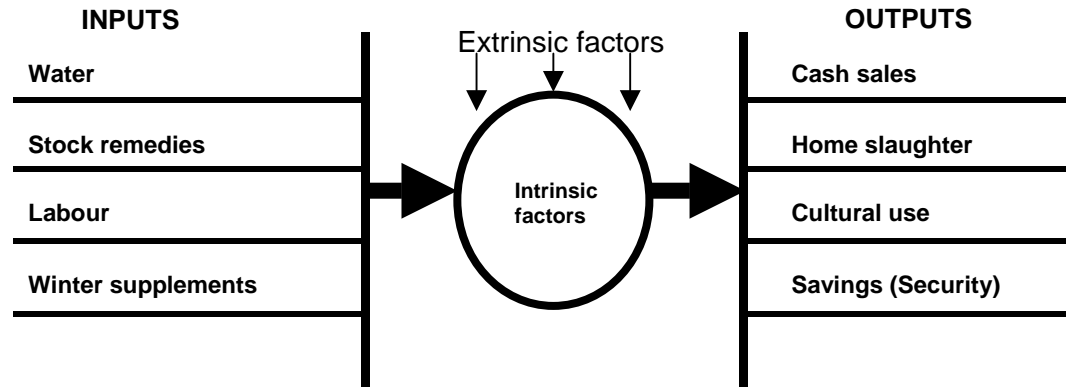 INPUTS
Water
Stock remedies
Labour
Winter supplements
Extrinsic factors
Intrinsic
factors
OUTPUTS
Cash sales
Home slaughter
Cultural use
Savings (Security)